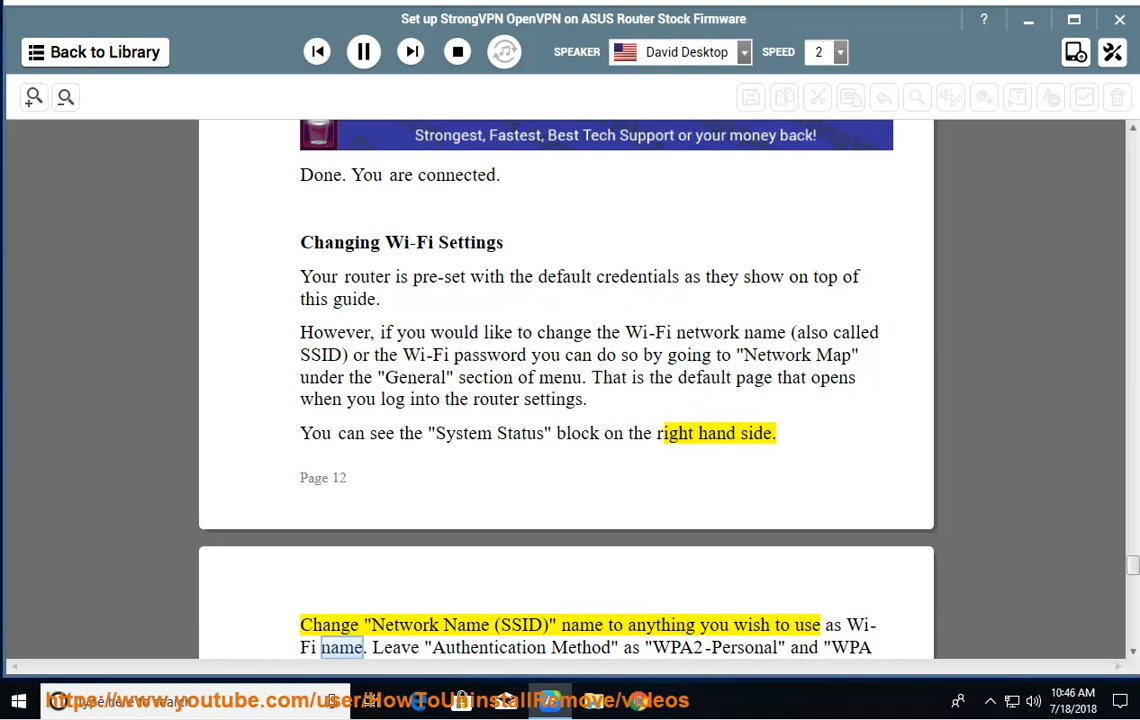 Set up StrongVPN OpenVPN on ASUS Router Stock Firmware
?
Back to Library
SPEAKER
David Desktop
SPEED
2
Strongest, Fastest, Best Tech Support or your money back!
Done. You are connected.
Changing Wi-Fi Settings
Your router is pre-set with the default credentials as they show on top of
this guide.
However, if you would like to change the Wi-Fi network name (also called
SSID) or the Wi-Fi password you can do so by going to "Network Map"
under the "General" section of menu. That is the default page that opens
when you log into the router settings.
You can see the "System Status" block on the right hand side.
Page 12
Change "Network Name (SSID)" name to anything you wish to use as Wi-
Fi name. Leave "Authentication Method" as "WPA2-Personal" and "WPA
Type here to search
https://www.youtube.com/user/HowToUninstallRemove/videos
10:46 AM
7/18/2018